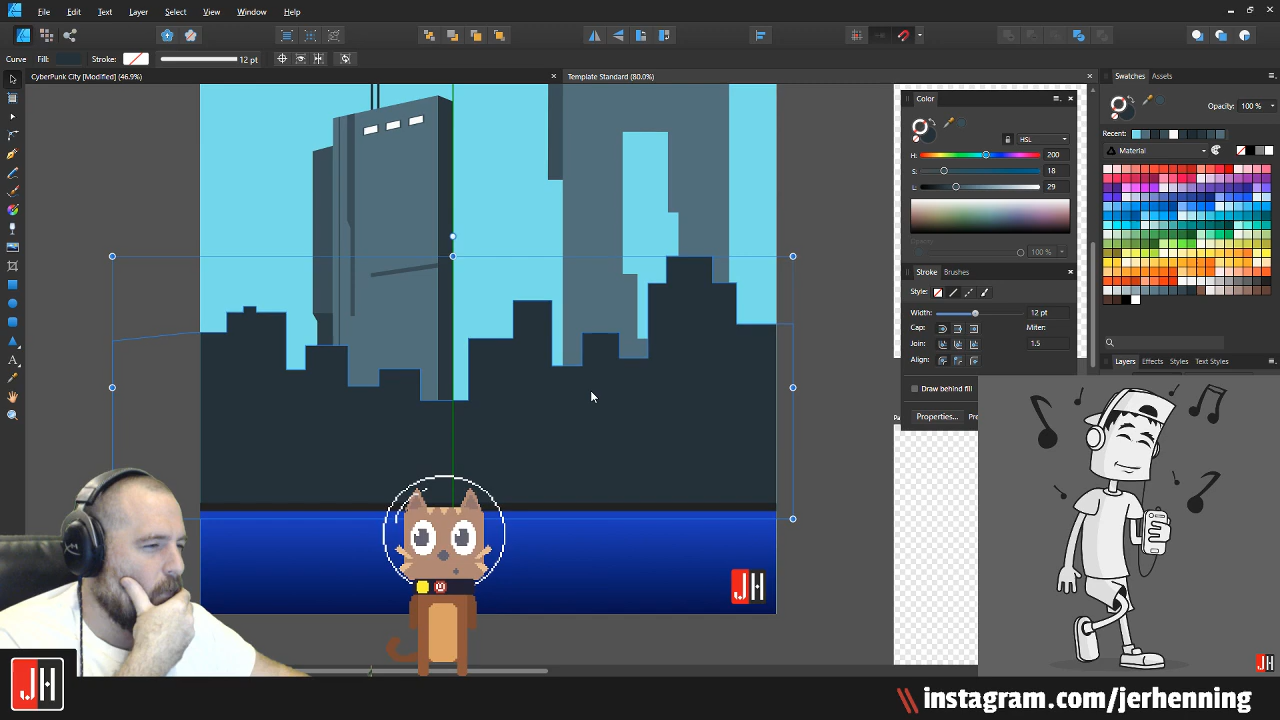 File Edit Text Layer Select View Window Help
Curve Fill: Stroke: 12 pt
CyberPunk City [Modified] (46.9%) Template Standard (80.0%)
Swatches Assets
Color
Opacity: 100 %
HSL
Recent:
H: 200
S: 18
L: 29
Material
Opacity
100 %
Stroke Brushes
Style:
Width: 12 pt
Cap: Miter:
Join: 1.5
Align:
Layers Effects Styles Text Styles
Draw behind fill
Properties...
JH
JH
JH
\\ instagram.com/jerhenning